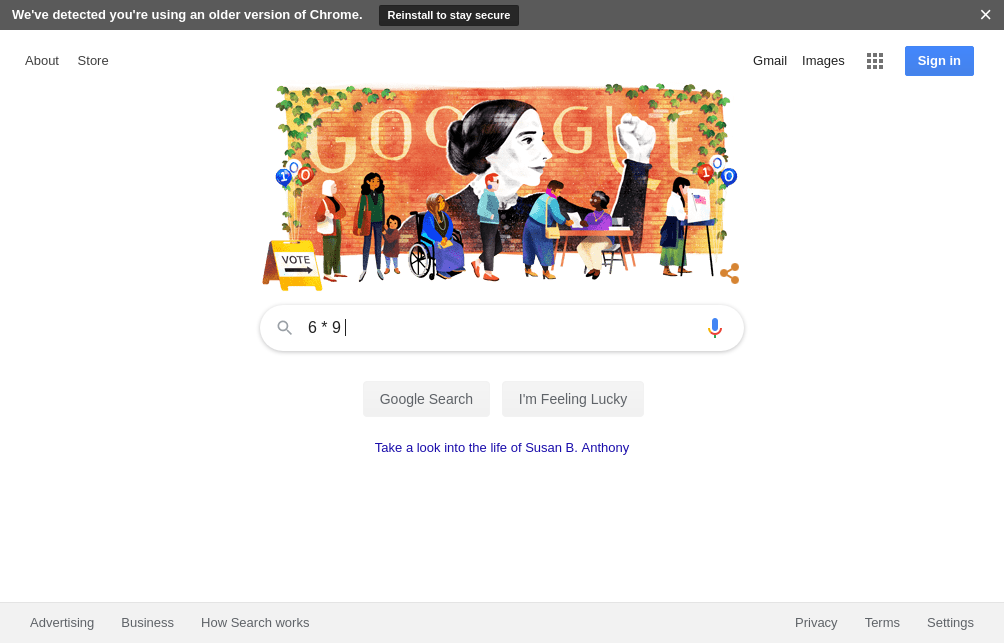 We've detected you're using an older version of Chrome. Reinstall to stay secure ×
About Store Gmail Images Sign in
GOOGLE
1 O O 1 O O
VOTE
6 * 9
Google Search I'm Feeling Lucky
Take a look into the life of Susan B. Anthony
Advertising Business How Search works Privacy Terms Settings